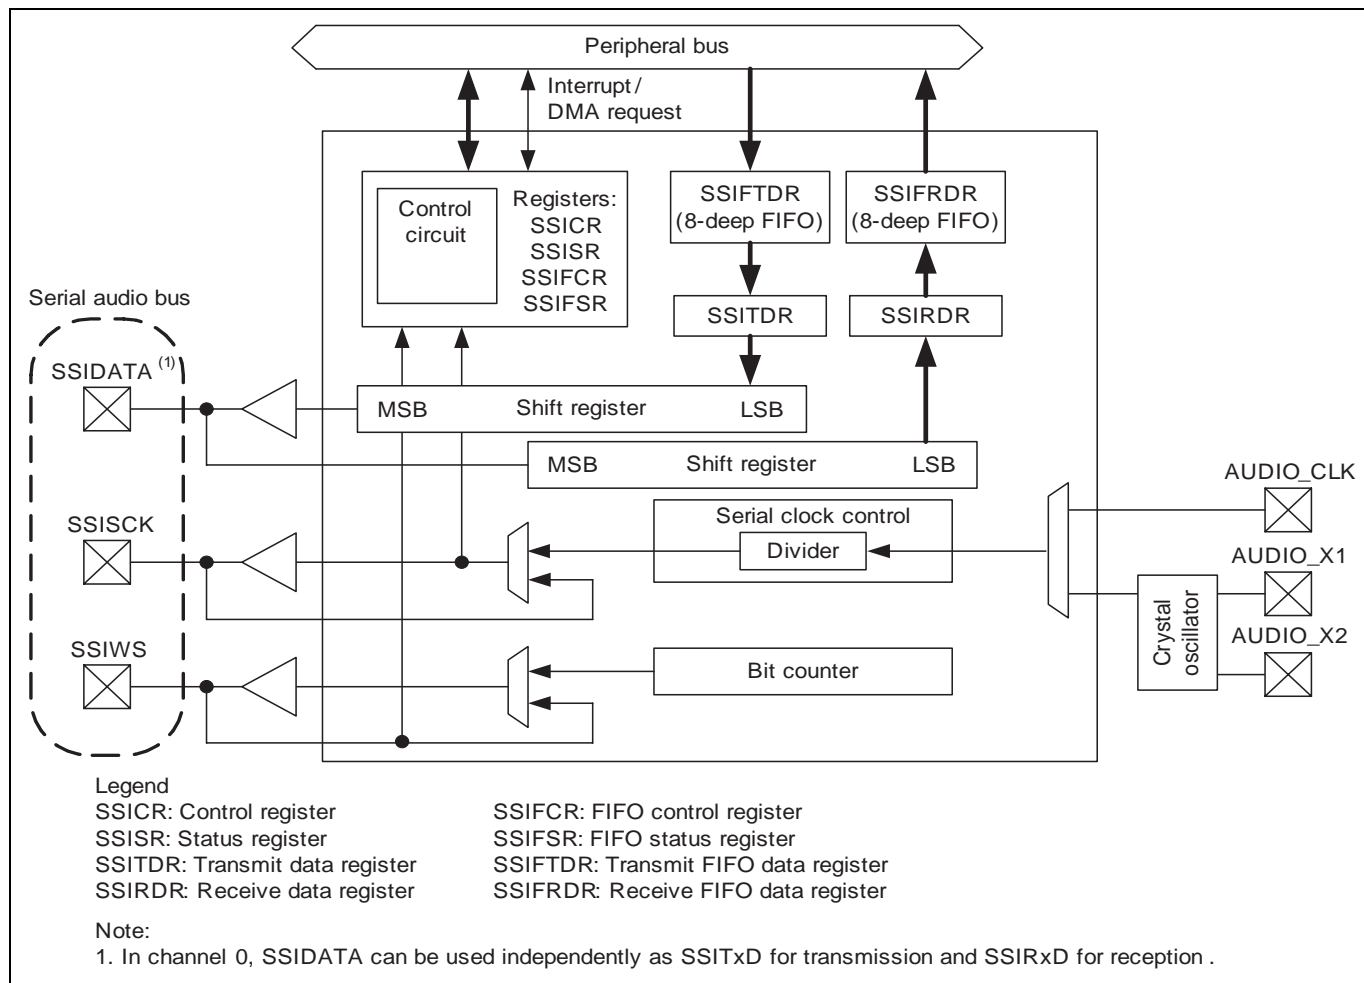 Peripheral bus
Interrupt/
DMA request
Control
circuit
Registers:
SSICR
SSISR
SSIFCR
SSIFSR
SSIFTDR
(8-deep FIFO)
SSIFRDR
(8-deep FIFO)
SSITDR
SSIRDR
Serial audio bus
SSIDATA (1)
MSB Shift register LSB
MSB Shift register LSB
AUDIO_CLK
SSISCK
Serial clock control
Divider
AUDIO_X1
Crystal
oscillator
AUDIO_X2
SSIWS
Bit counter
Legend
SSICR: Control register SSIFCR: FIFO control register
SSISR: Status register SSIFSR: FIFO status register
SSITDR: Transmit data register SSIFTDR: Transmit FIFO data register
SSIRDR: Receive data register SSIFRDR: Receive FIFO data register
Note:
1. In channel 0, SSIDATA can be used independently as SSITxD for transmission and SSIRxD for reception .